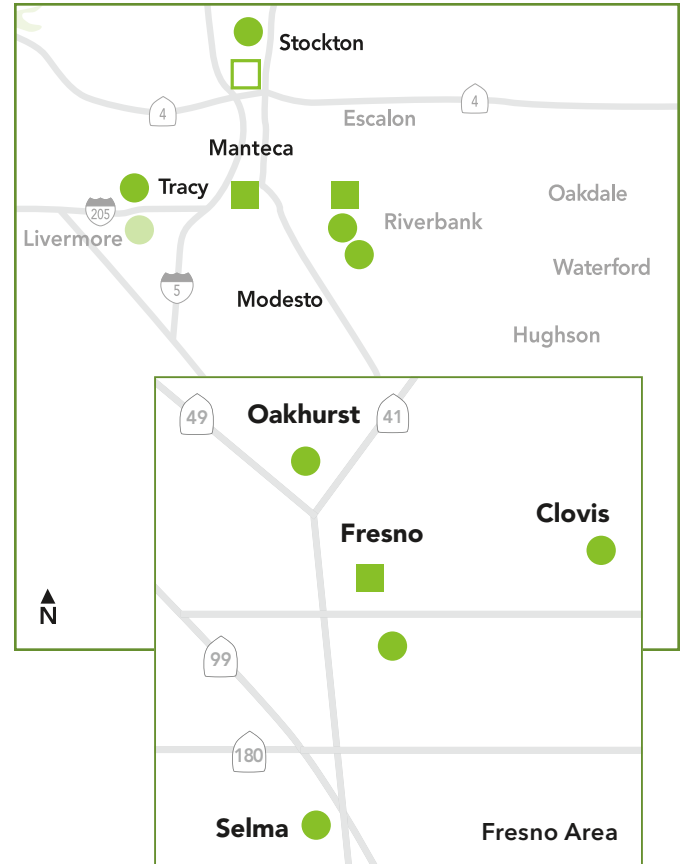 Stockton
4
4
Escalon
Manteca
Tracy
Oakdale
205
Riverbank
Livermore
Waterford
5
Modesto
Hughson
49
Oakhurst
41
Clovis
Fresno
N
99
180
Selma
Fresno Area